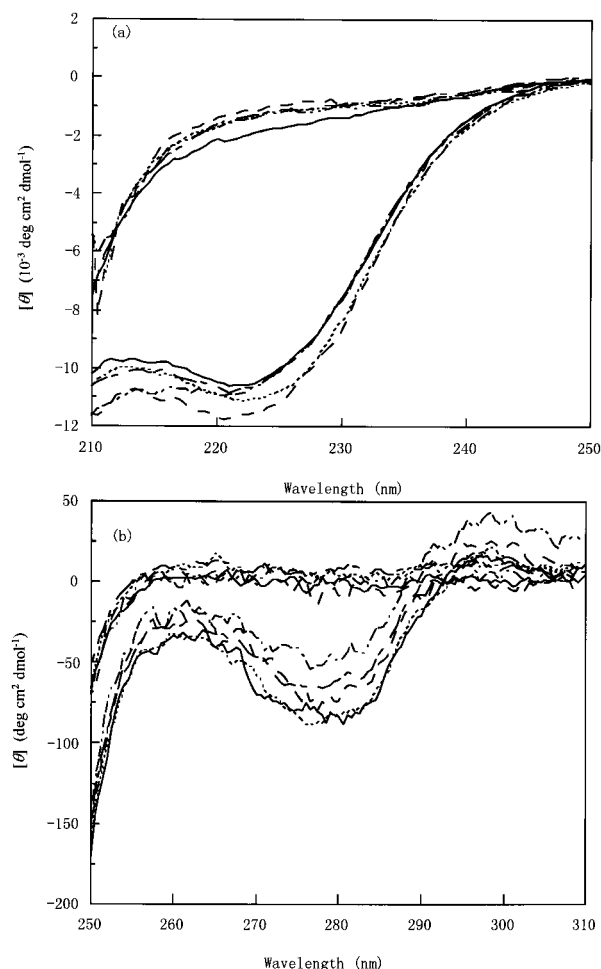 (a)
2
0
-2
-4
-6
-8
-10
-12
[θ] (10⁻³ deg cm² dmol⁻¹)
210 220 230 240 250
Wavelength (nm)
(b)
50
0
-50
-100
-150
-200
[θ] (deg cm² dmol⁻¹)
250 260 270 280 290 300 310
Wavelength (nm)